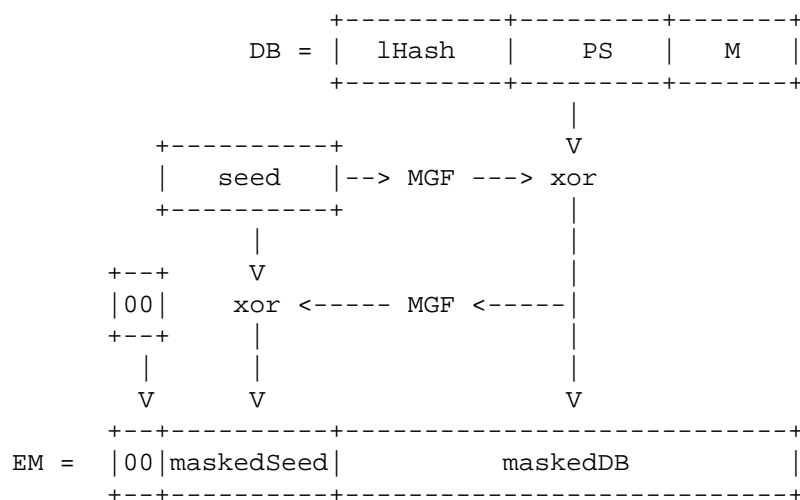 DB = lHash PS M
seed MGF xor
00 xor MGF
EM = 00 maskedSeed maskedDB